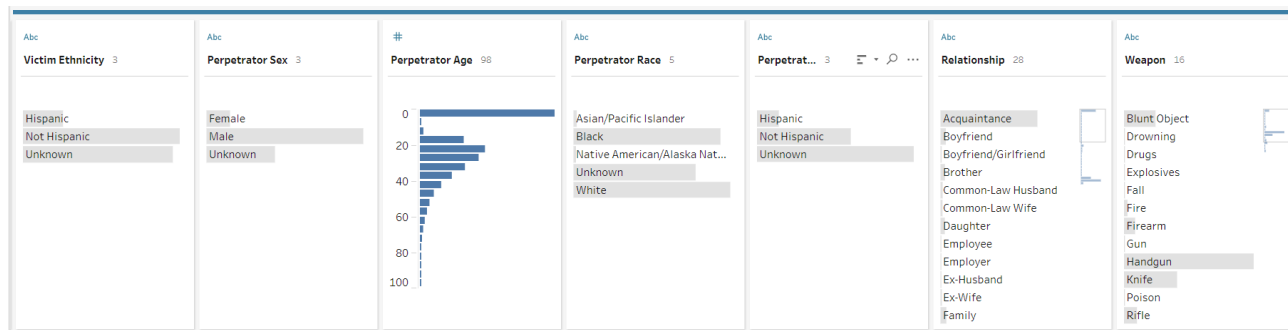 Abc
Victim Ethnicity 3
Hispanic
Not Hispanic
Unknown
Abc
Perpetrator Sex 3
Female
Male
Unknown
#
Perpetrator Age 98
0
20
40
60
80
100
Abc
Perpetrator Race 5
Asian/Pacific Islander
Black
Native American/Alaska Nat...
Unknown
White
Abc
Perpetrat... 3
Hispanic
Not Hispanic
Unknown
Abc
Relationship 28
Acquaintance
Boyfriend
Boyfriend/Girlfriend
Brother
Common-Law Husband
Common-Law Wife
Daughter
Employee
Employer
Ex-Husband
Ex-Wife
Family
Abc
Weapon 16
Blunt Object
Drowning
Drugs
Explosives
Fall
Fire
Firearm
Gun
Handgun
Knife
Poison
Rifle